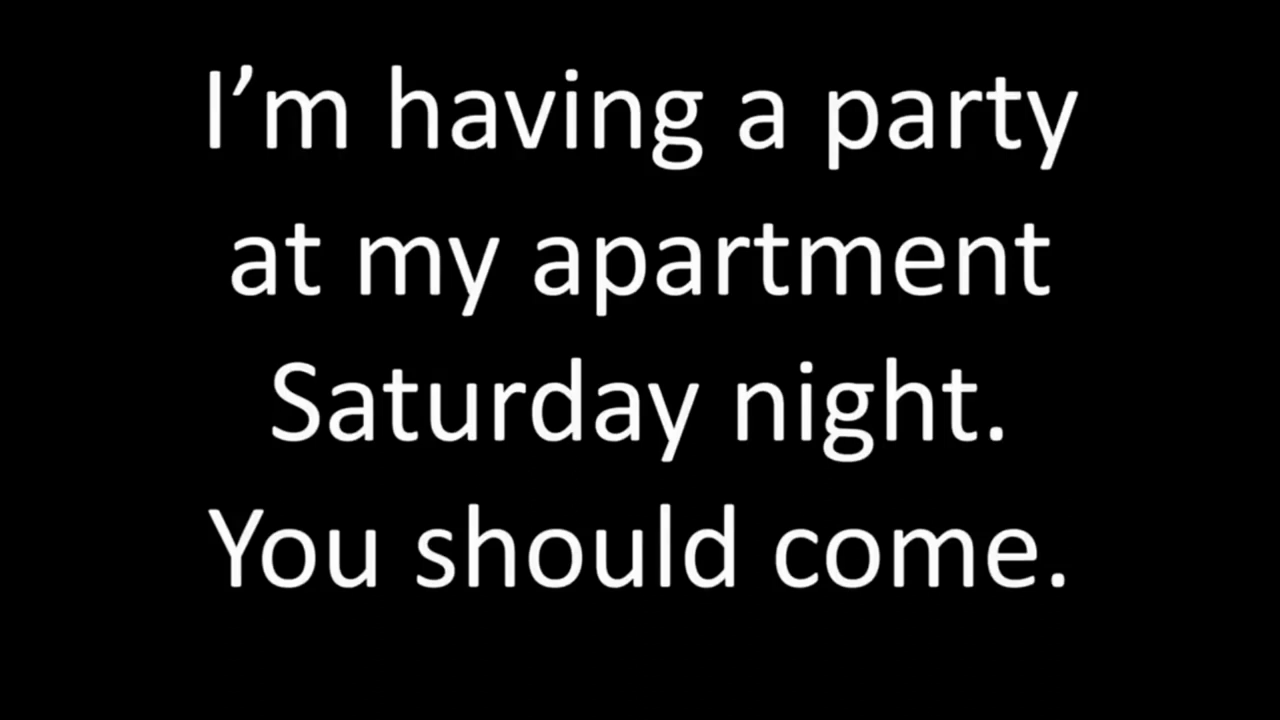 I’m having a party
at my apartment
Saturday night.
You should come.